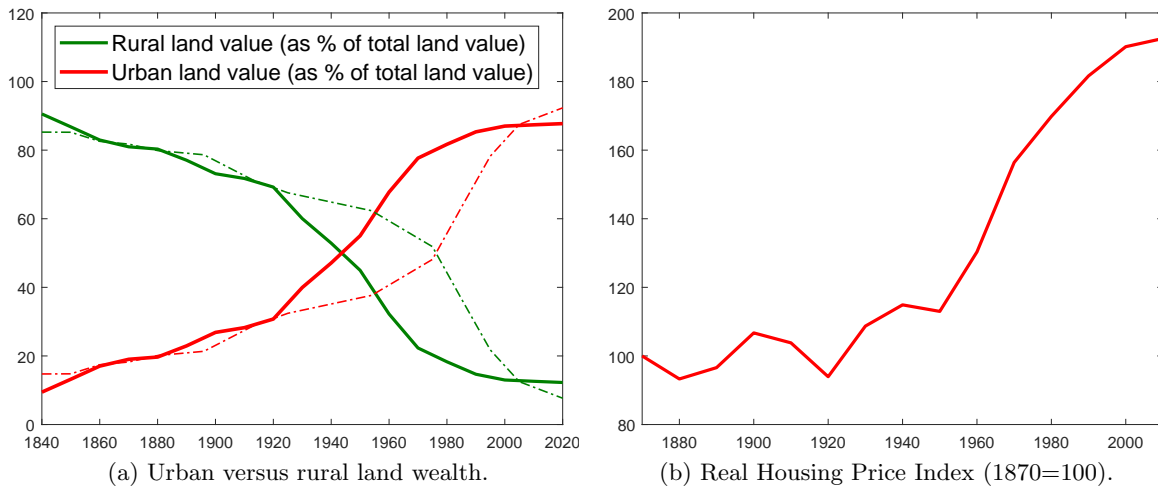 120
100
80
60
40
20
0
Rural land value (as % of total land value)
Urban land value (as % of total land value)
1840 1860 1880 1900 1920 1940 1960 1980 2000 2020
(a) Urban versus rural land wealth.
200
180
160
140
120
100
80
1880 1900 1920 1940 1960 1980 2000
(b) Real Housing Price Index (1870=100).